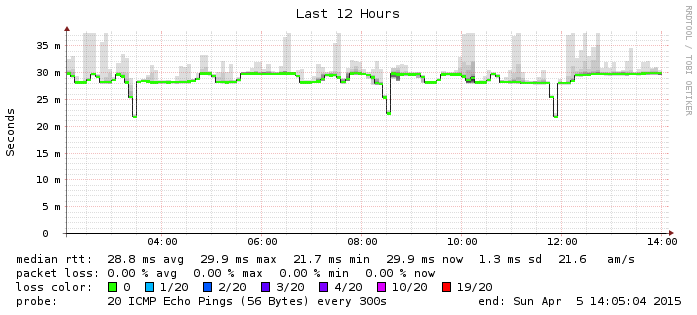 Last 12 Hours
RRDTOOL / TOBI OETIKER
Seconds
35 m
30 m
25 m
20 m
15 m
10 m
5 m
0
04:00 06:00 08:00 10:00 12:00 14:00
median rtt: 28.8 ms avg 29.9 ms max 21.7 ms min 29.9 ms now 1.3 ms sd 21.6 am/s
packet loss: 0.00 % avg 0.00 % max 0.00 % min 0.00 % now
loss color: 0 1/20 2/20 3/20 4/20 10/20 19/20
probe: 20 ICMP Echo Pings (56 Bytes) every 300s end: Sun Apr 5 14:05:04 2015